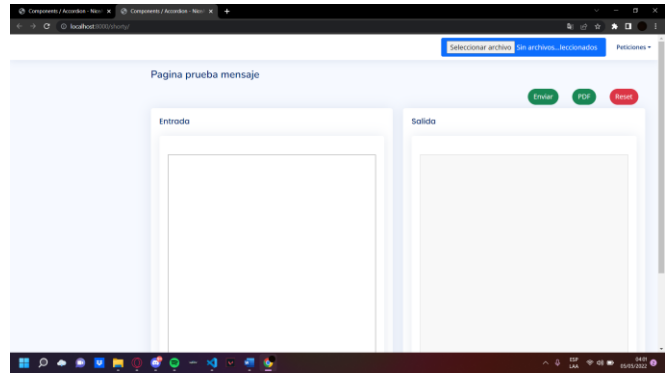 Components / Accordion - Nice
Components / Accordion - Nice
localhost:3000/shorty/
Seleccionar archivo Sin archivos...leccionados
Peticiones
Pagina prueba mensaje
Enviar
PDF
Reset
Entrada
Salida
ESP
LAA
04:01
05/05/2022